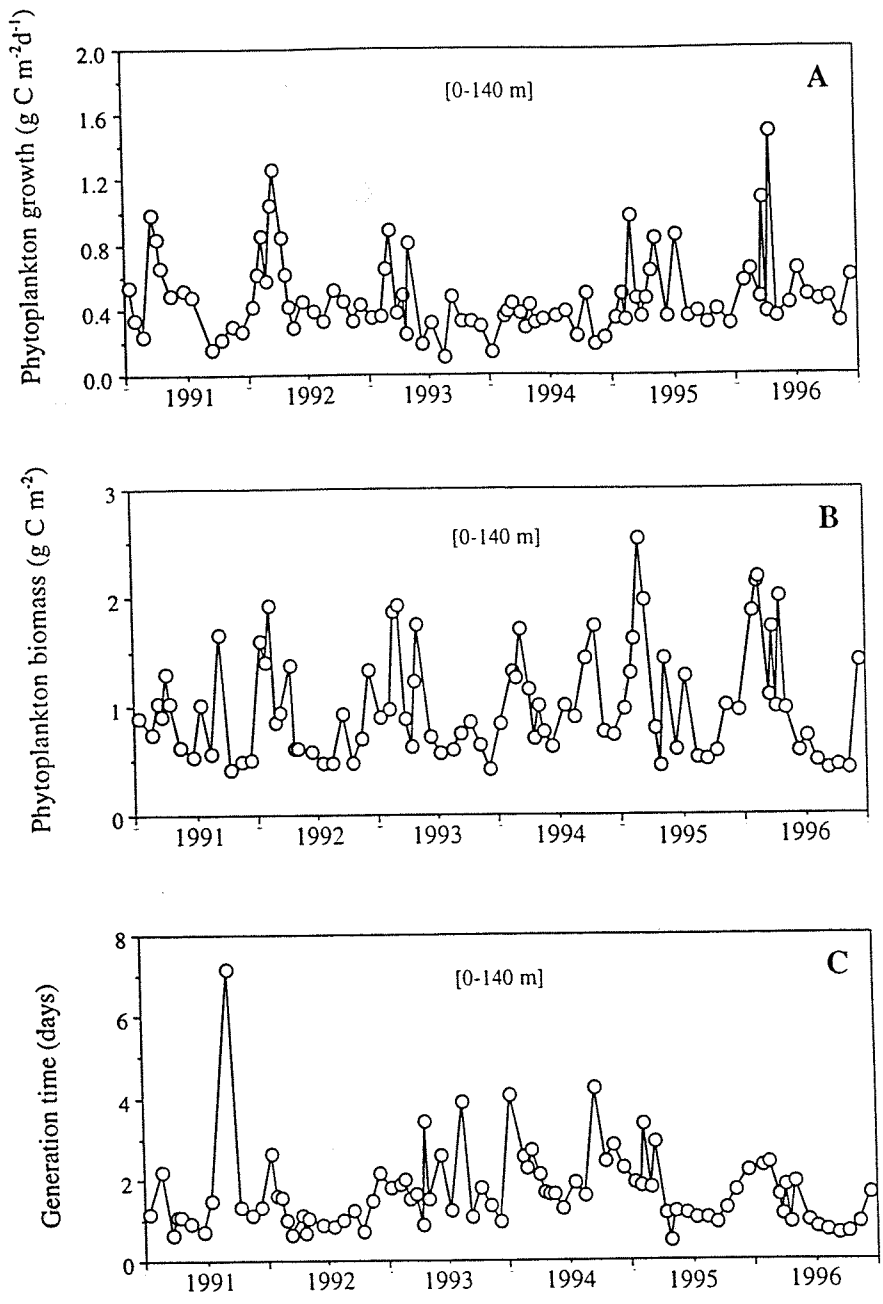 Phytoplankton growth (g C m-2d-1)
2.0
1.6
1.2
0.8
0.4
0.0
[0-140 m]
A
1991 1992 1993 1994 1995 1996
Phytoplankton biomass (g C m-2)
3
2
1
0
[0-140 m]
B
1991 1992 1993 1994 1995 1996
Generation time (days)
8
6
4
2
0
[0-140 m]
C
1991 1992 1993 1994 1995 1996